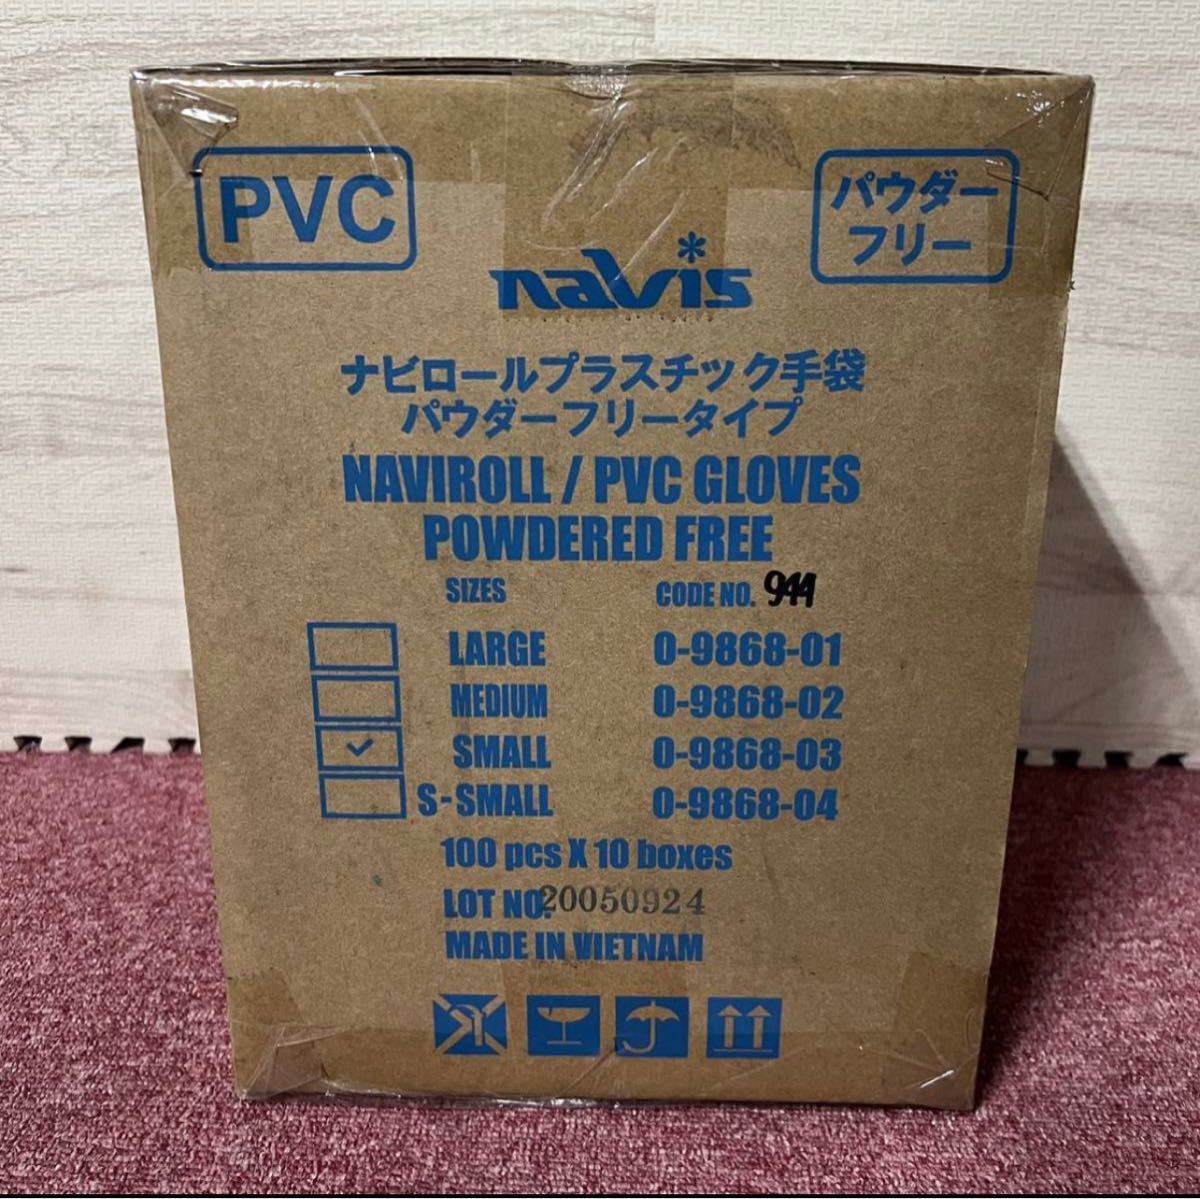 PVC
パウダー
フリー
navis
ナビロールプラスチック手袋
パウダーフリータイプ
NAVIROLL / PVC GLOVES
POWDERED FREE
SIZES CODE NO. 944
LARGE 0-9868-01
MEDIUM 0-9868-02
SMALL 0-9868-03
S-SMALL 0-9868-04
100 pcs X 10 boxes
LOT NO. 20050924
MADE IN VIETNAM